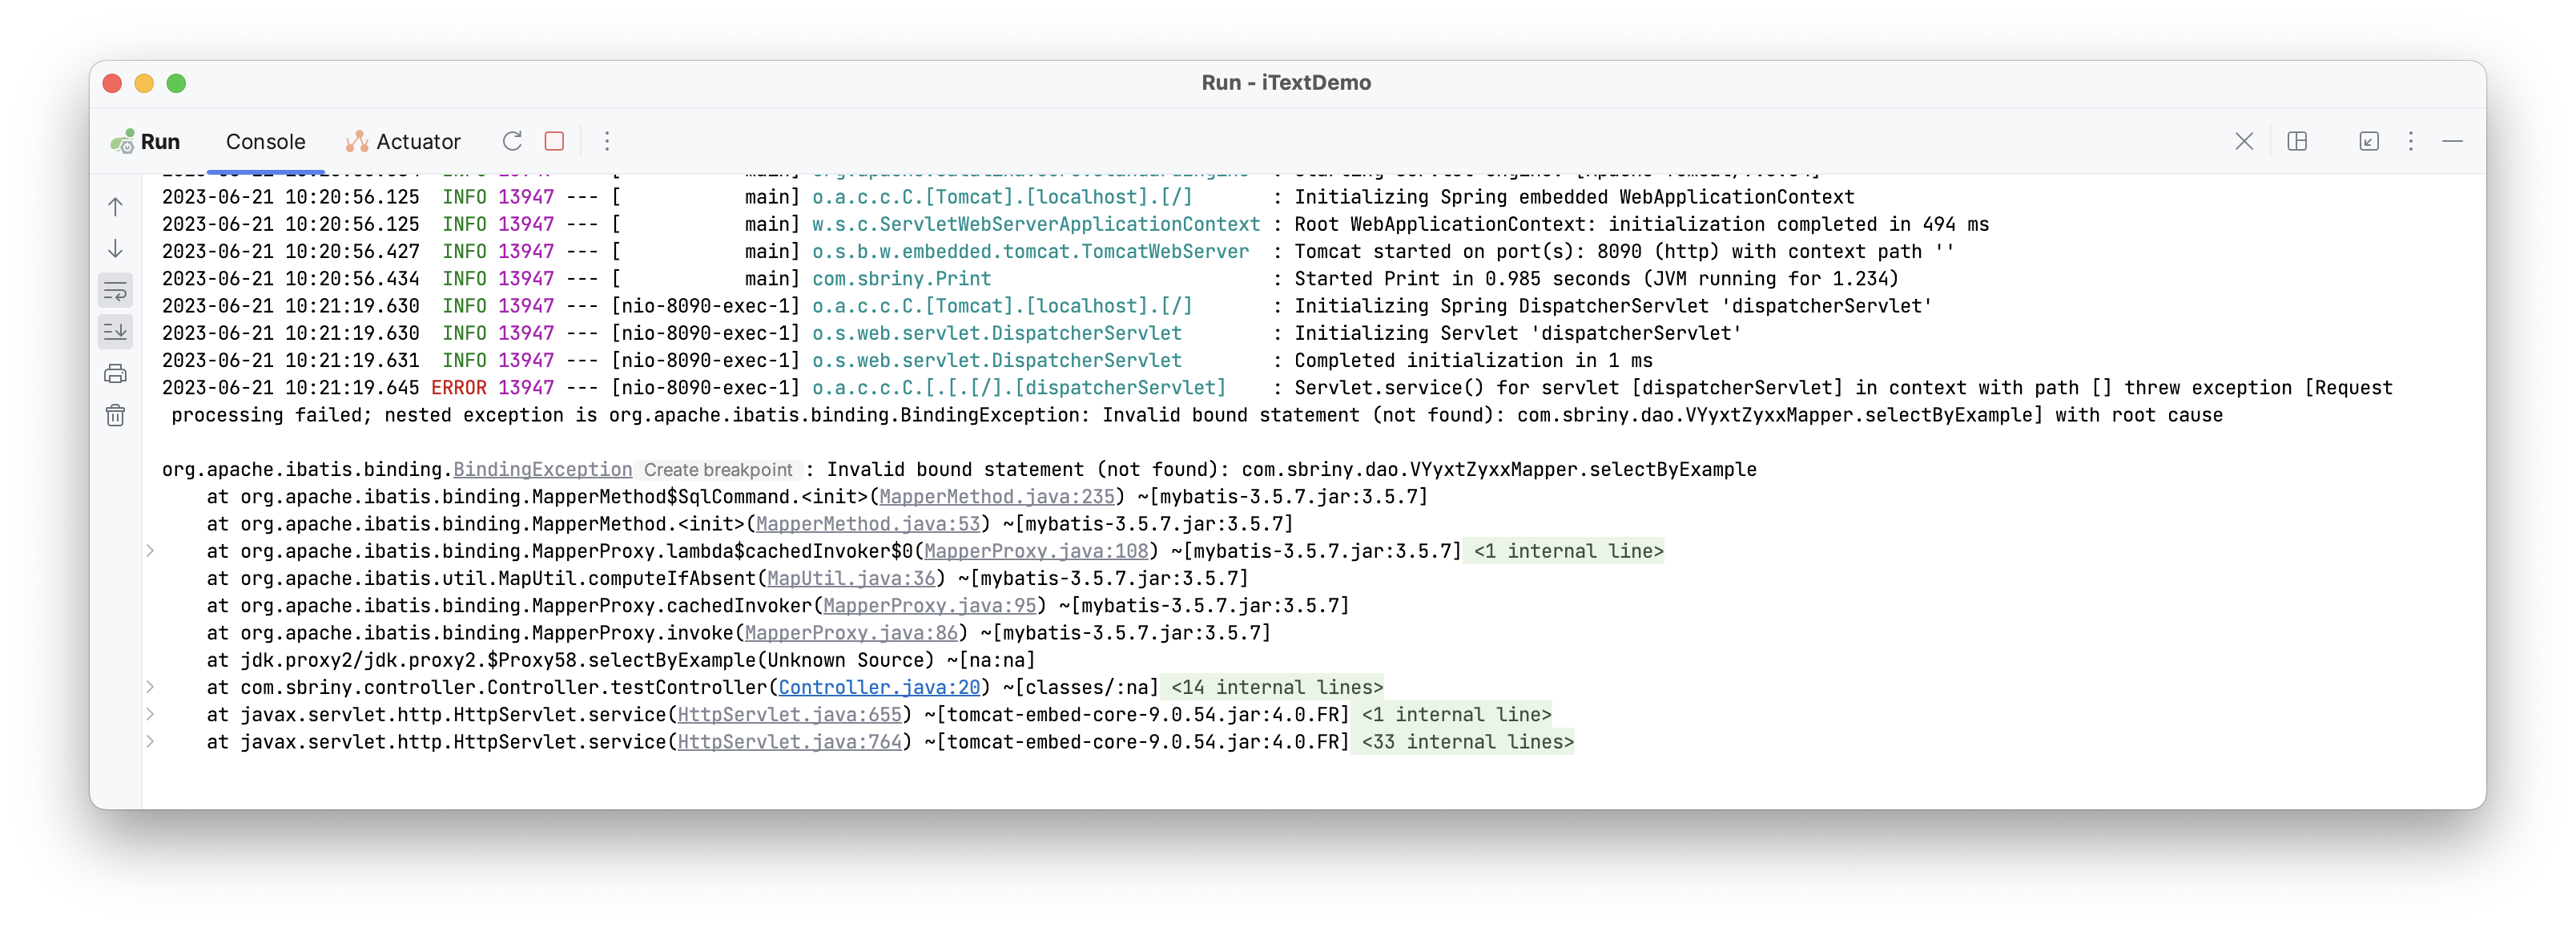 Run - iTextDemo
Run Console Actuator
2023-06-21 10:20:56.125 INFO 13947 --- [ main] o.a.c.c.C.[Tomcat].[localhost].[/] : Initializing Spring embedded WebApplicationContext
2023-06-21 10:20:56.125 INFO 13947 --- [ main] w.s.c.ServletWebServerApplicationContext : Root WebApplicationContext: initialization completed in 494 ms
2023-06-21 10:20:56.427 INFO 13947 --- [ main] o.s.b.w.embedded.tomcat.TomcatWebServer : Tomcat started on port(s): 8090 (http) with context path ''
2023-06-21 10:20:56.434 INFO 13947 --- [ main] com.sbriny.Print : Started Print in 0.985 seconds (JVM running for 1.234)
2023-06-21 10:21:19.630 INFO 13947 --- [nio-8090-exec-1] o.a.c.c.C.[Tomcat].[localhost].[/] : Initializing Spring DispatcherServlet 'dispatcherServlet'
2023-06-21 10:21:19.630 INFO 13947 --- [nio-8090-exec-1] o.s.web.servlet.DispatcherServlet : Initializing Servlet 'dispatcherServlet'
2023-06-21 10:21:19.631 INFO 13947 --- [nio-8090-exec-1] o.s.web.servlet.DispatcherServlet : Completed initialization in 1 ms
2023-06-21 10:21:19.645 ERROR 13947 --- [nio-8090-exec-1] o.a.c.c.C.[.[.[/].[dispatcherServlet] : Servlet.service() for servlet [dispatcherServlet] in context with path [] threw exception [Request
processing failed; nested exception is org.apache.ibatis.binding.BindingException: Invalid bound statement (not found): com.sbriny.dao.VYyxtZyxxMapper.selectByExample] with root cause
org.apache.ibatis.binding.BindingException Create breakpoint : Invalid bound statement (not found): com.sbriny.dao.VYyxtZyxxMapper.selectByExample
at org.apache.ibatis.binding.MapperMethod$SqlCommand.<init>(MapperMethod.java:235) ~[mybatis-3.5.7.jar:3.5.7]
at org.apache.ibatis.binding.MapperMethod.<init>(MapperMethod.java:53) ~[mybatis-3.5.7.jar:3.5.7]
at org.apache.ibatis.binding.MapperProxy.lambda$cachedInvoker$0(MapperProxy.java:108) ~[mybatis-3.5.7.jar:3.5.7] <1 internal line>
at org.apache.ibatis.util.MapUtil.computeIfAbsent(MapUtil.java:36) ~[mybatis-3.5.7.jar:3.5.7]
at org.apache.ibatis.binding.MapperProxy.cachedInvoker(MapperProxy.java:95) ~[mybatis-3.5.7.jar:3.5.7]
at org.apache.ibatis.binding.MapperProxy.invoke(MapperProxy.java:86) ~[mybatis-3.5.7.jar:3.5.7]
at jdk.proxy2/jdk.proxy2.$Proxy58.selectByExample(Unknown Source) ~[na:na]
at com.sbriny.controller.Controller.testController(Controller.java:20) ~[classes/:na] <14 internal lines>
at javax.servlet.http.HttpServlet.service(HttpServlet.java:655) ~[tomcat-embed-core-9.0.54.jar:4.0.FR] <1 internal line>
at javax.servlet.http.HttpServlet.service(HttpServlet.java:764) ~[tomcat-embed-core-9.0.54.jar:4.0.FR] <33 internal lines>